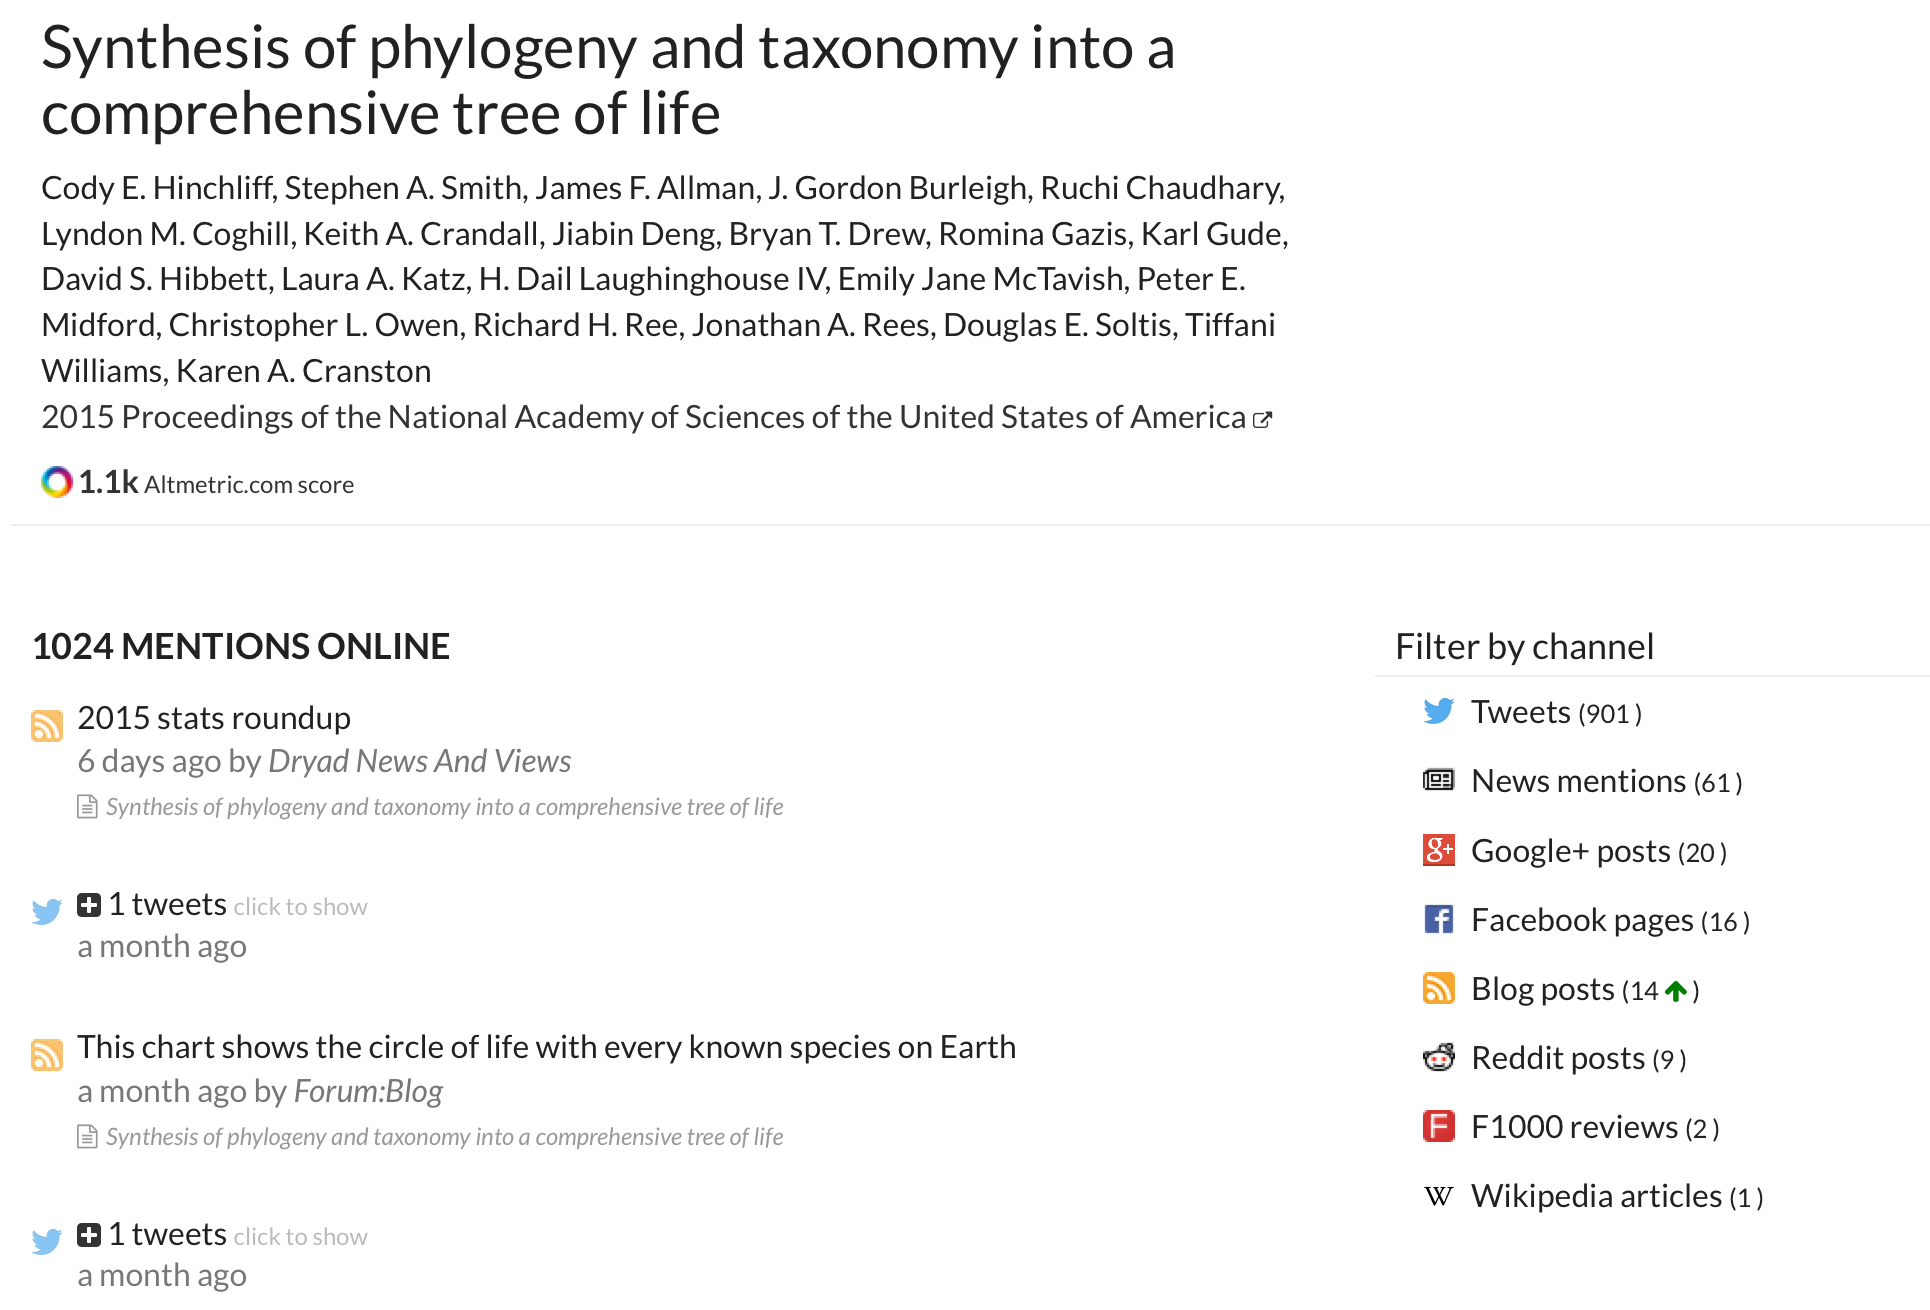 Synthesis of phylogeny and taxonomy into a
comprehensive tree of life
Cody E. Hinchliff, Stephen A. Smith, James F. Allman, J. Gordon Burleigh, Ruchi Chaudhary,
Lyndon M. Coghill, Keith A. Crandall, Jiabin Deng, Bryan T. Drew, Romina Gazis, Karl Gude,
David S. Hibbett, Laura A. Katz, H. Dail Laughinghouse IV, Emily Jane McTavish, Peter E.
Midford, Christopher L. Owen, Richard H. Ree, Jonathan A. Rees, Douglas E. Soltis, Tiffani
Williams, Karen A. Cranston
2015 Proceedings of the National Academy of Sciences of the United States of America
1.1k Altmetric.com score
1024 MENTIONS ONLINE
2015 stats roundup
6 days ago by Dryad News And Views
Synthesis of phylogeny and taxonomy into a comprehensive tree of life
1 tweets click to show
a month ago
This chart shows the circle of life with every known species on Earth
a month ago by Forum:Blog
Synthesis of phylogeny and taxonomy into a comprehensive tree of life
1 tweets click to show
a month ago
Filter by channel
Tweets (901)
News mentions (61)
g+ Google+ posts (20)
f Facebook pages (16)
Blog posts (14)
Reddit posts (9)
F F1000 reviews (2)
W Wikipedia articles (1)